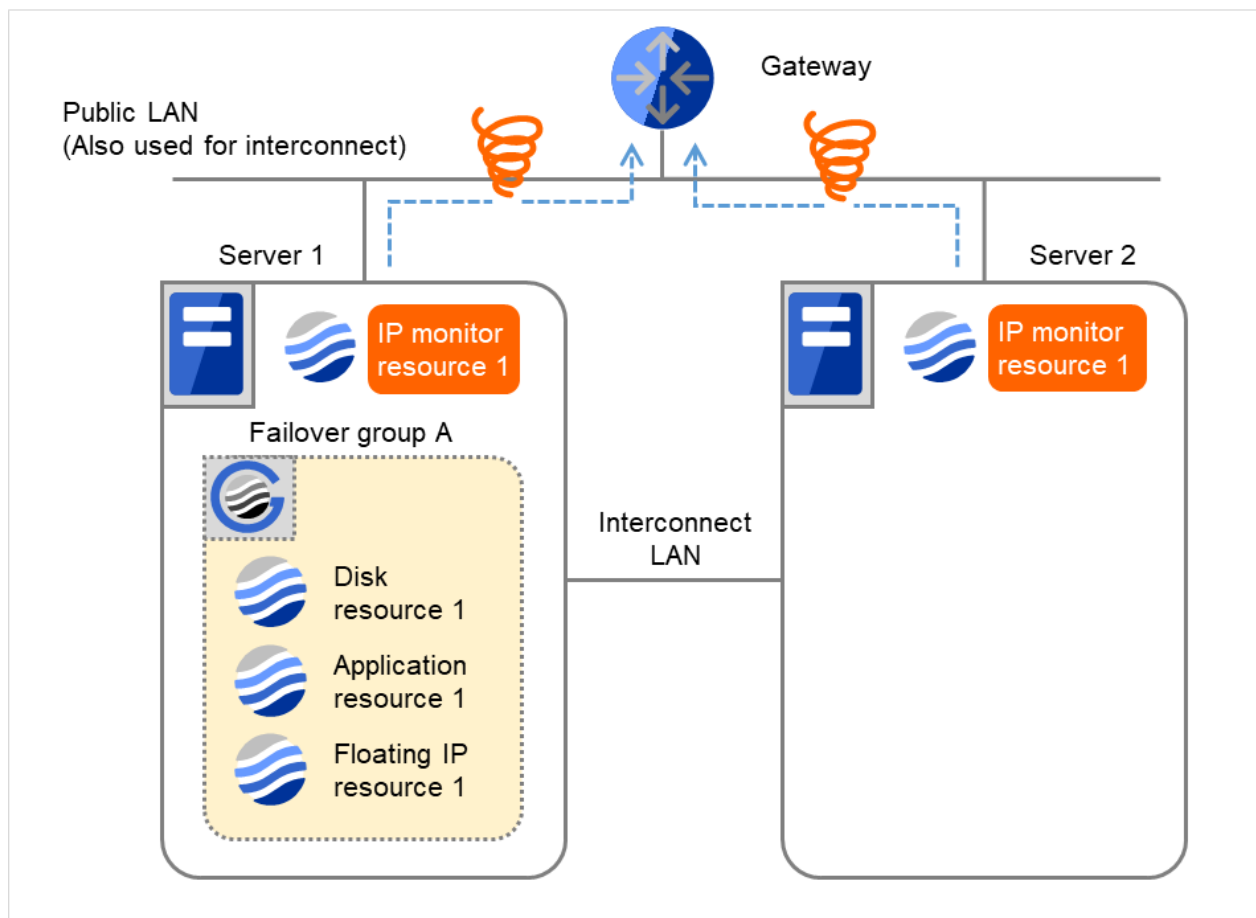 Gateway
Public LAN
(Also used for interconnect)
Server 1
Server 2
IP monitor
resource 1
IP monitor
resource 1
Failover group A
Interconnect
LAN
Disk
resource 1
Application
resource 1
Floating IP
resource 1